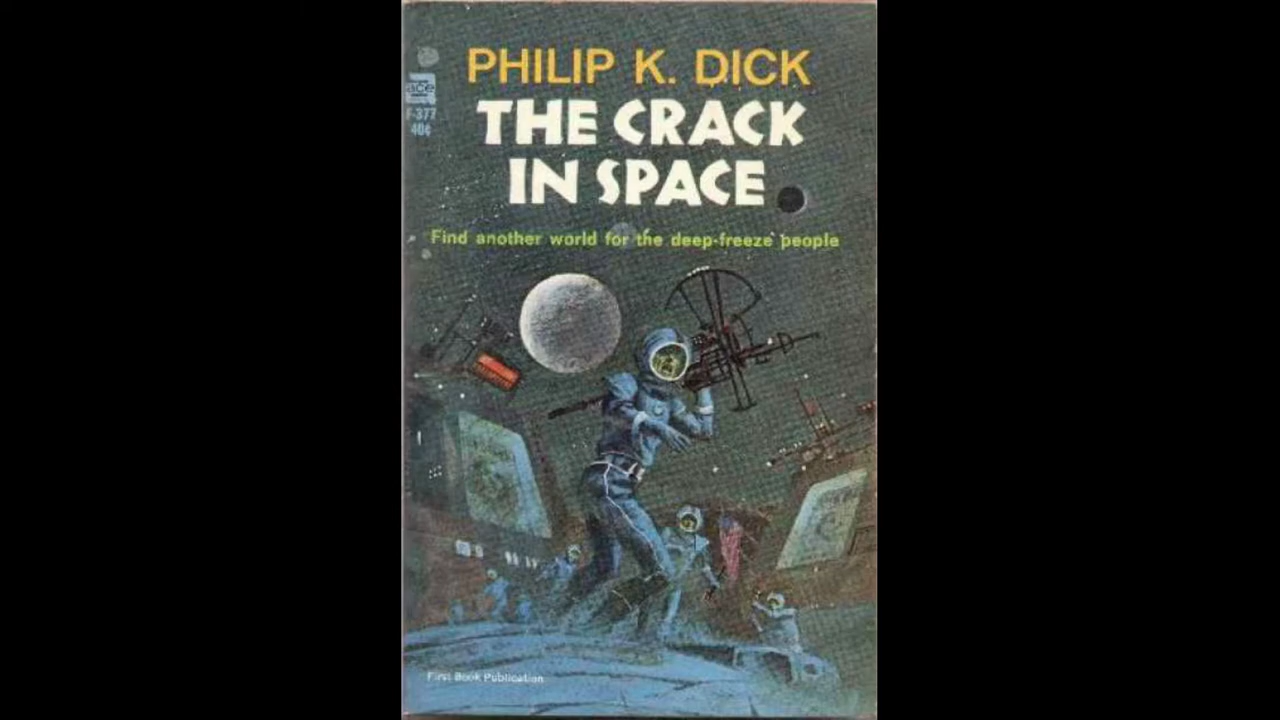 PHILIP K. DICK
ace
F-377
40¢
THE CRACK
IN SPACE
Find another world for the deep-freeze people
First Book Publication